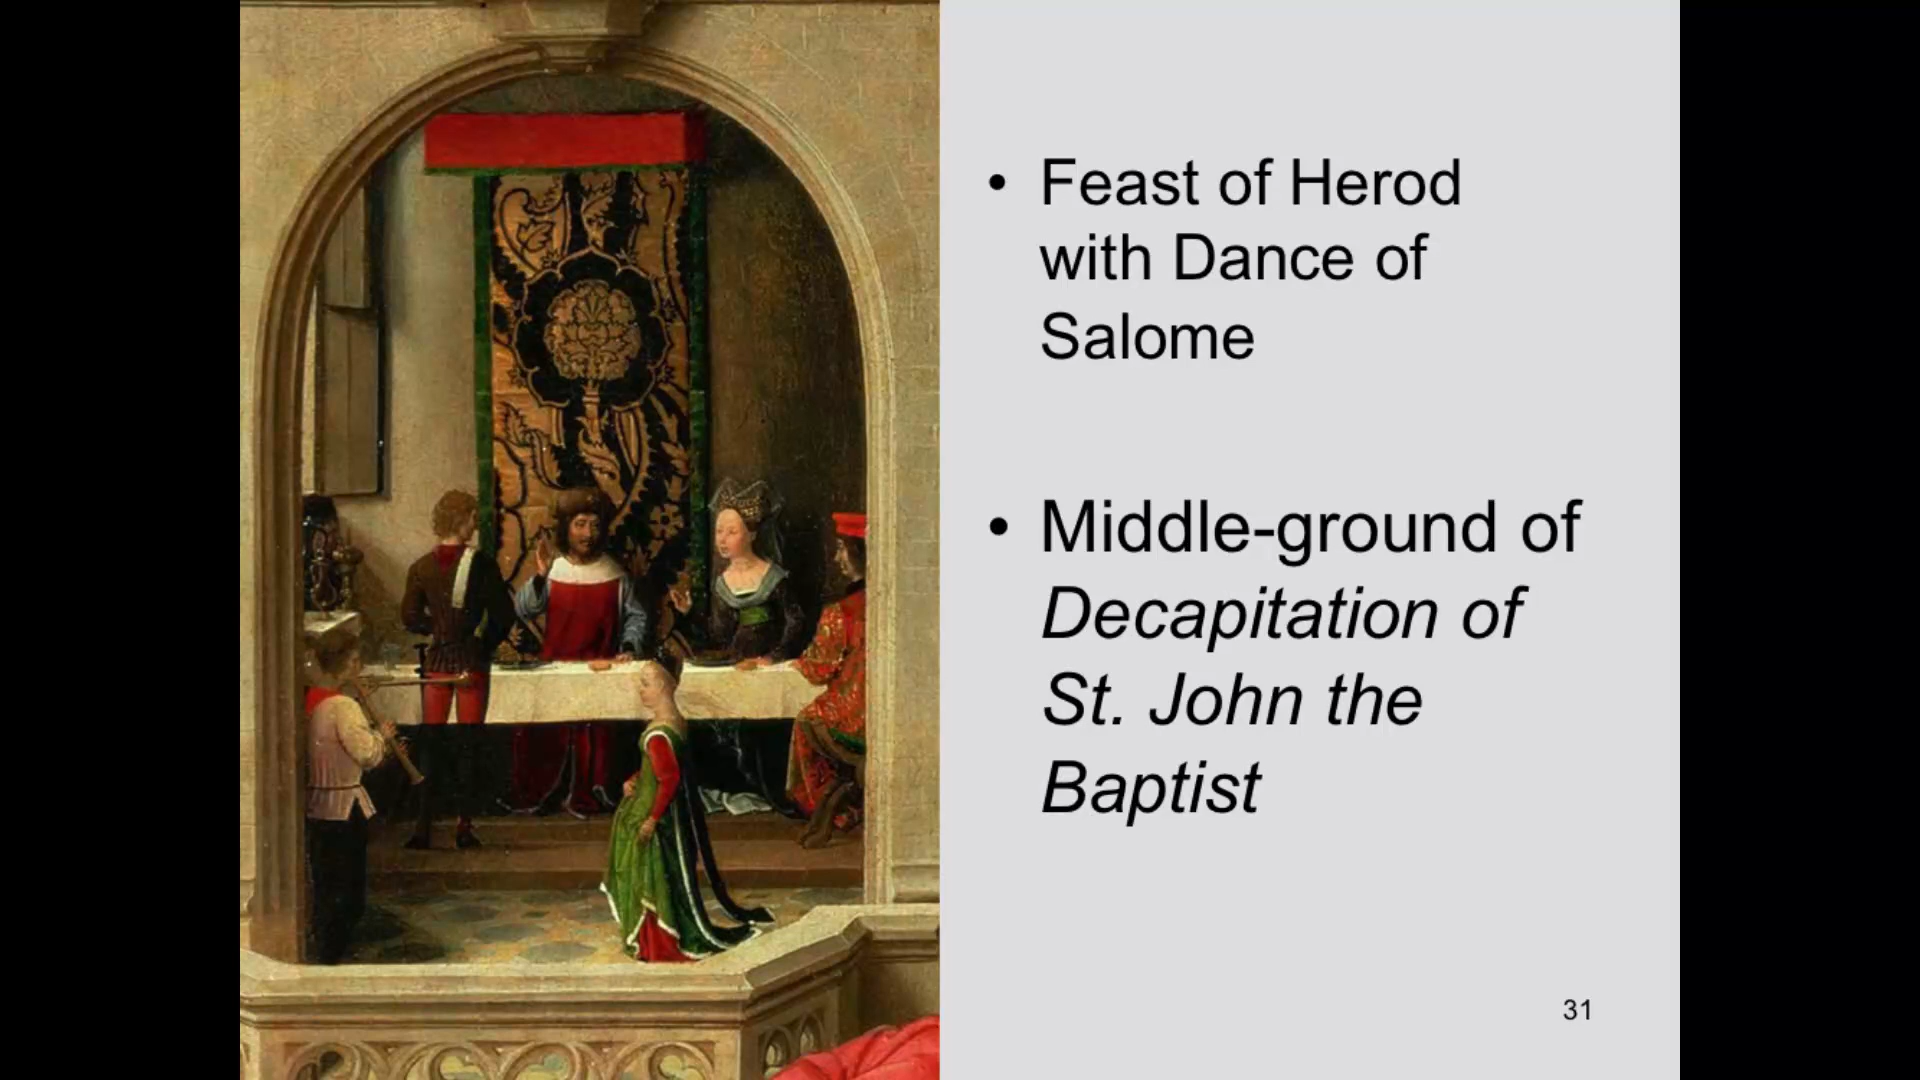 • Feast of Herod
with Dance of
Salome
• Middle-ground of
Decapitation of
St. John the
Baptist
31